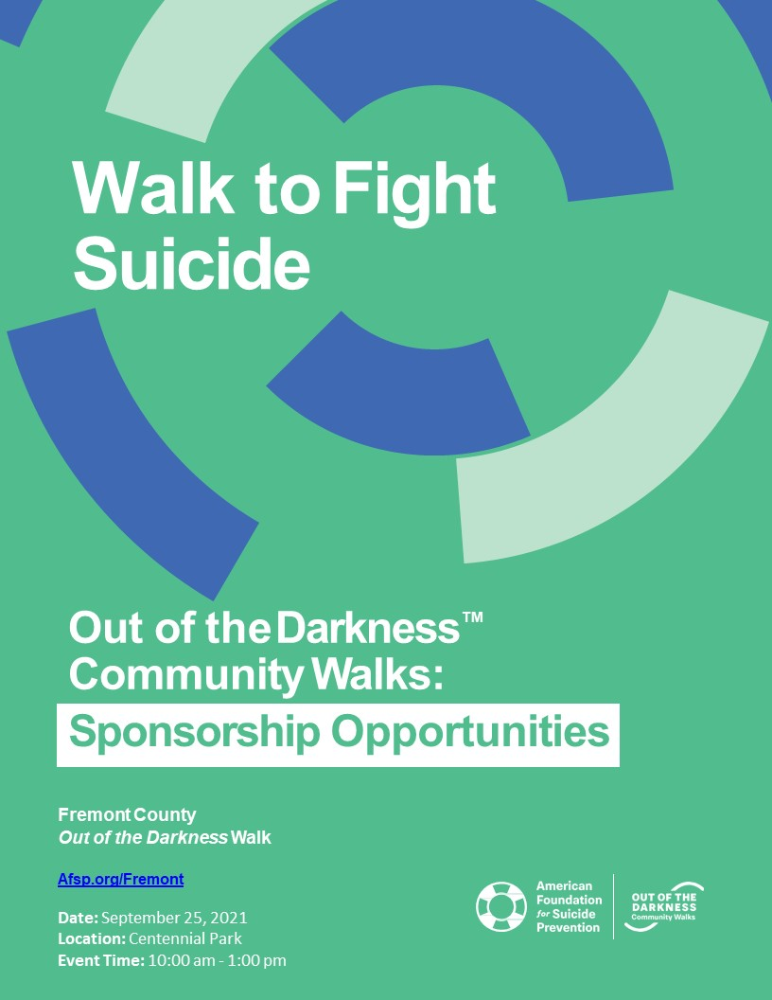 Walk to Fight
Suicide
Out of the Darkness™
Community Walks:
Sponsorship Opportunities
Fremont County
Out of the Darkness Walk
Afsp.org/Fremont
Date: September 25, 2021
Location: Centennial Park
Event Time: 10:00 am - 1:00 pm
American
Foundation
for Suicide
Prevention
OUT OF THE
DARKNESS
Community Walks